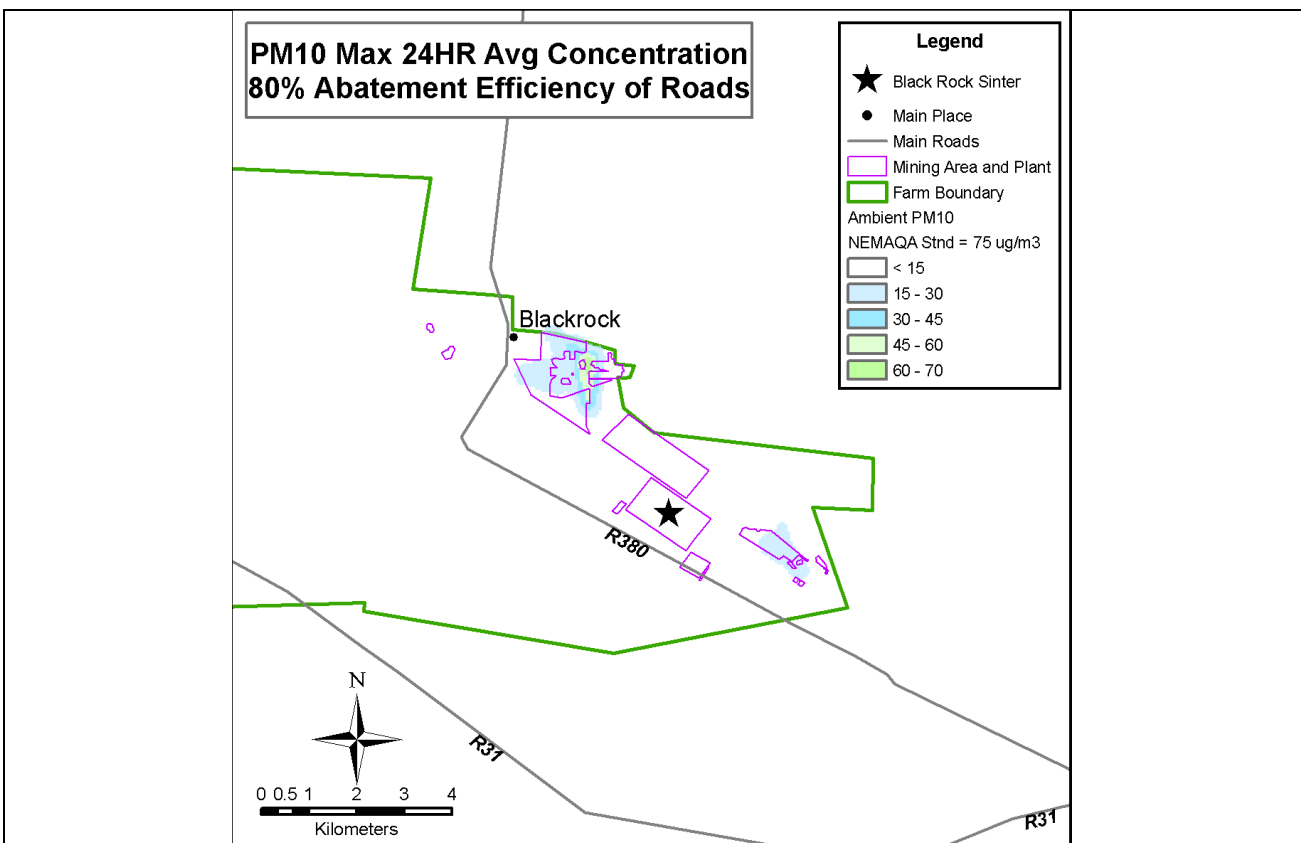 PM10 Max 24HR Avg Concentration
80% Abatement Efficiency of Roads
Legend
Black Rock Sinter
Main Place
Main Roads
Mining Area and Plant
Farm Boundary
Ambient PM10
NEMAQA Stnd = 75 ug/m3
< 15
15 - 30
30 - 45
45 - 60
60 - 70
Blackrock
R380
N
R31
0 0.5 1 2 3 4
Kilometers
R31